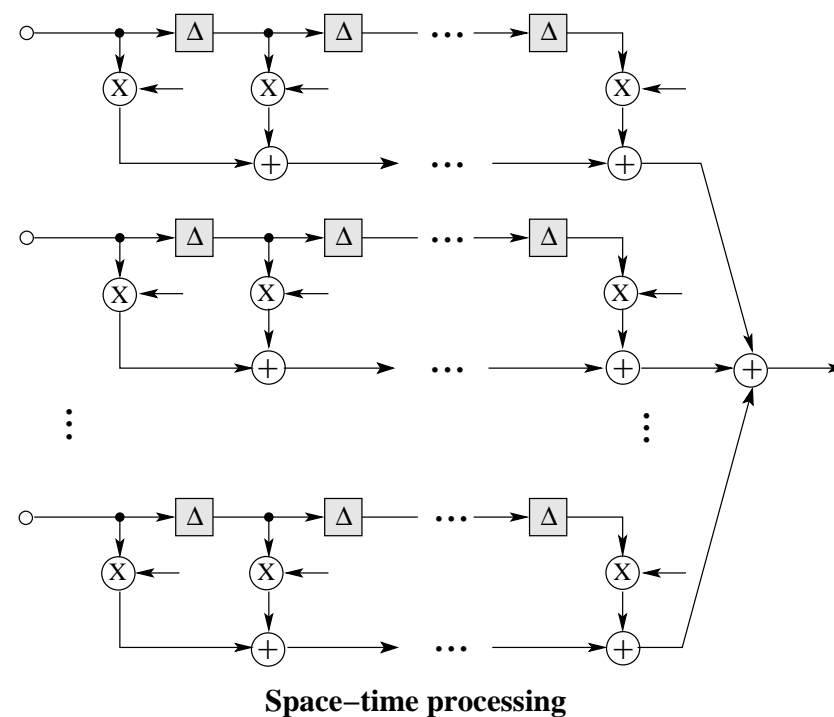 Δ Δ ... Δ
X X X
+ ... +
Δ Δ ... Δ
X X X
+ ... + +
Δ Δ ... Δ
X X X
+ ... +
Space–time processing